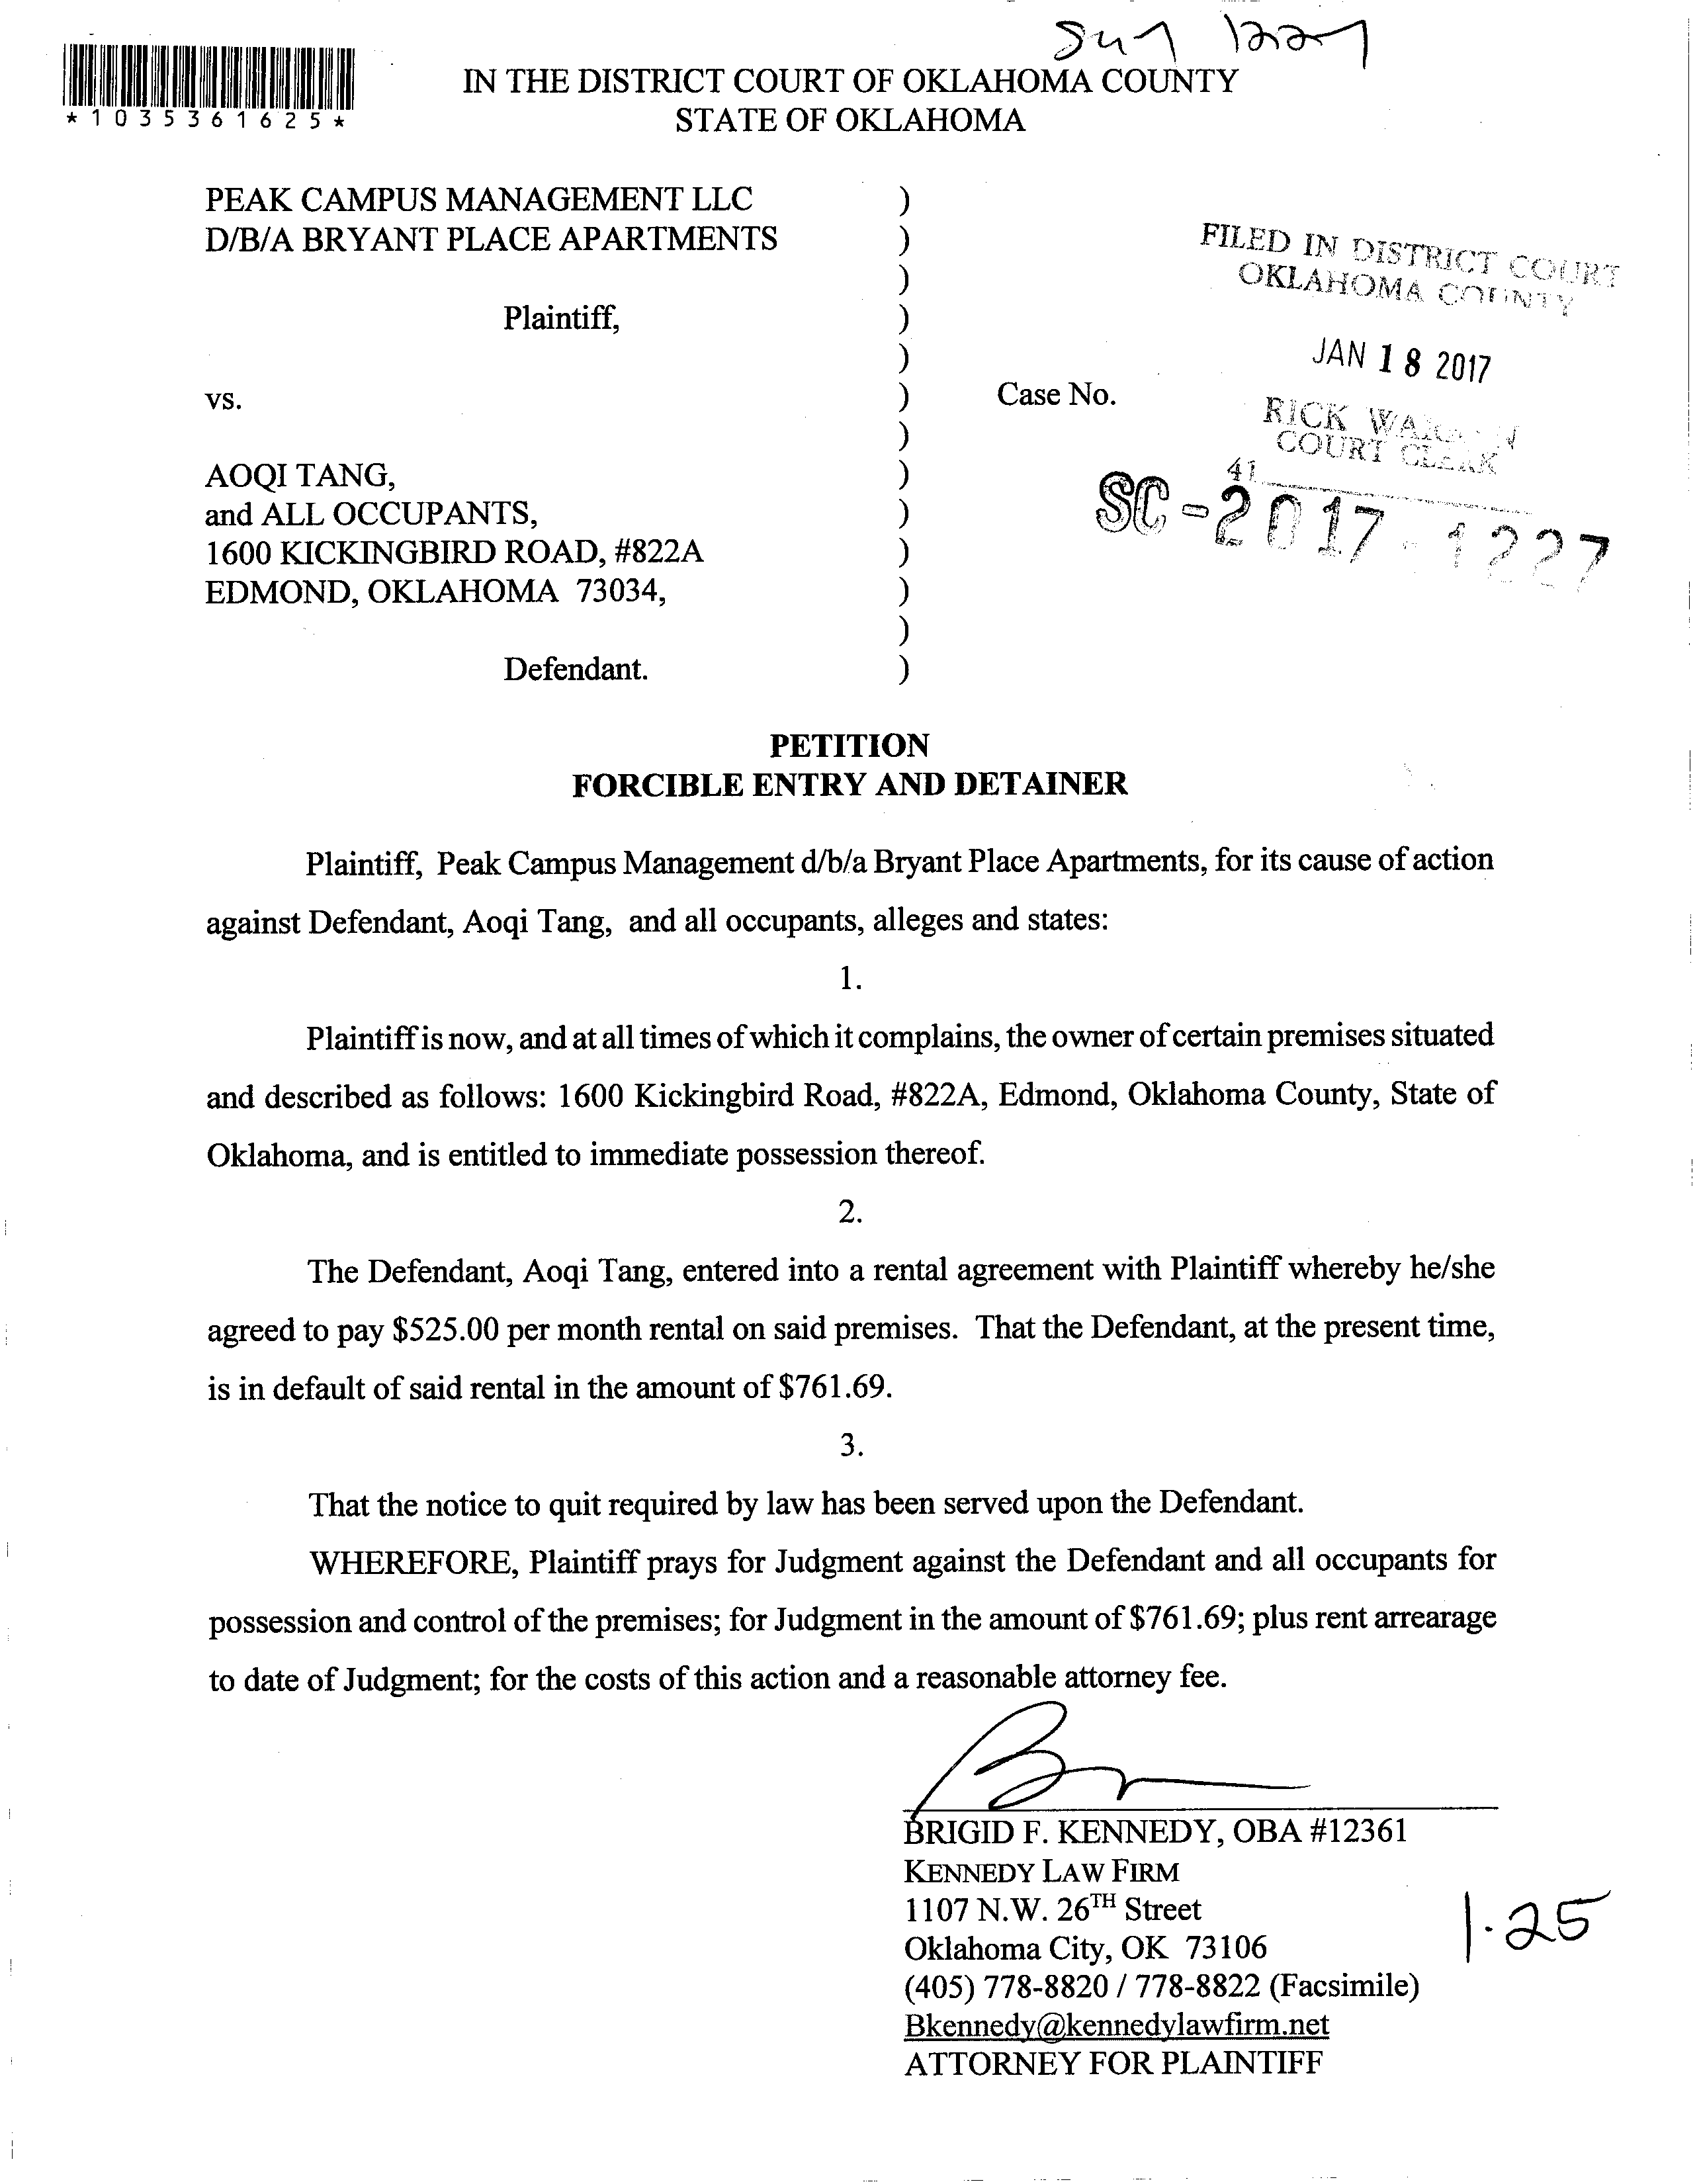 *1035361625*
IN THE DISTRICT COURT OF OKLAHOMA COUNTY
STATE OF OKLAHOMA
PEAK CAMPUS MANAGEMENT LLC )
D/B/A BRYANT PLACE APARTMENTS )
)
Plaintiff, )
)
vs. )
)
AOQI TANG, )
and ALL OCCUPANTS, )
1600 KICKINGBIRD ROAD, #822A )
EDMOND, OKLAHOMA 73034, )
)
Defendant. )
FILED IN DISTRICT COURT
OKLAHOMA COUNTY
JAN 18 2017
Case No.
RICK WARREN
COURT CLERK
41
SC-2017-1227
PETITION
FORCIBLE ENTRY AND DETAINER
Plaintiff, Peak Campus Management d/b/a Bryant Place Apartments, for its cause of action
against Defendant, Aoqi Tang, and all occupants, alleges and states:
1.
Plaintiff is now, and at all times of which it complains, the owner of certain premises situated
and described as follows: 1600 Kickingbird Road, #822A, Edmond, Oklahoma County, State of
Oklahoma, and is entitled to immediate possession thereof.
2.
The Defendant, Aoqi Tang, entered into a rental agreement with Plaintiff whereby he/she
agreed to pay $525.00 per month rental on said premises. That the Defendant, at the present time,
is in default of said rental in the amount of $761.69.
3.
That the notice to quit required by law has been served upon the Defendant.
WHEREFORE, Plaintiff prays for Judgment against the Defendant and all occupants for
possession and control of the premises; for Judgment in the amount of $761.69; plus rent arrearage
to date of Judgment; for the costs of this action and a reasonable attorney fee.
BRIGID F. KENNEDY, OBA #12361
KENNEDY LAW FIRM
1107 N.W. 26TH Street
Oklahoma City, OK 73106
(405) 778-8820 / 778-8822 (Facsimile)
Bkennedy@kennedylawfirm.net
ATTORNEY FOR PLAINTIFF
1.25